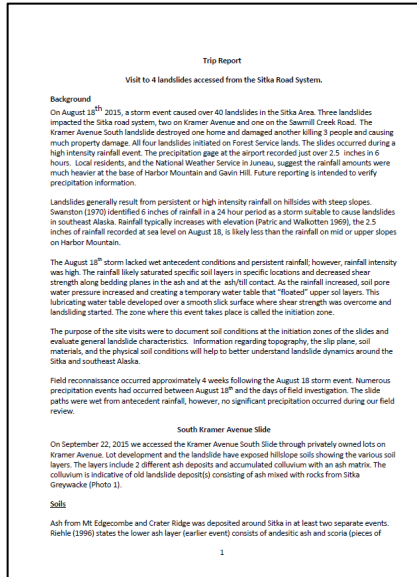 Trip Report
Visit to 4 landslides accessed from the Sitka Road System.
Background
On August 18th 2015, a storm event caused over 40 landslides in the Sitka Area. Three landslides
impacted the Sitka road system, two on Kramer Avenue and one on the Sawmill Creek Road. The
Kramer Avenue South landslide destroyed one home and damaged another killing 3 people and causing
much property damage. All four landslides initiated on Forest Service lands. The slides occurred during a
high intensity rainfall event. The precipitation gage at the airport recorded just over 2.5 inches in 6
hours. Local residents, and the National Weather Service in Juneau, suggest the rainfall amounts were
much heavier at the base of Harbor Mountain and Gavin Hill. Future reporting is intended to verify
precipitation information.
Landslides generally result from persistent or high intensity rainfall on hillsides with steep slopes.
Swanston (1970) identified 6 inches of rainfall in a 24 hour period as a storm suitable to cause landslides
in southeast Alaska. Rainfall typically increases with elevation (Patric and Walkotten 1969), the 2.5
inches of rainfall recorded at sea level on August 18, is likely less than the rainfall on mid or upper slopes
on Harbor Mountain.
The August 18th storm lacked wet antecedent conditions and persistent rainfall; however, rainfall intensity
was high. The rainfall likely saturated specific soil layers in specific locations and decreased shear
strength along bedding planes in the ash and at the ash/till contact. As the rainfall increased, soil pore
water pressure increased and creating a temporary water table that "floated" upper soil layers. This
lubricating water table developed over a smooth slick surface where shear strength was overcome and
landsliding started. The zone where this event takes place is called the initiation zone.
The purpose of the site visits were to document soil conditions at the initiation zones of the slides and
evaluate general landslide characteristics. Information regarding topography, the slip plane, soil
materials, and the physical soil conditions will help to better understand landslide dynamics around the
Sitka and southeast Alaska.
Field reconnaissance occurred approximately 4 weeks following the August 18 storm event. Numerous
precipitation events had occurred between August 18th and the days of field investigation. The slide
paths were wet from antecedent rainfall, however, no significant precipitation occurred during our field
review.
South Kramer Avenue Slide
On September 22, 2015 we accessed the Kramer Avenue South Slide through privately owned lots on
Kramer Avenue. Lot development and the landslide have exposed hillslope soils showing the various soil
layers. The layers include 2 different ash deposits and accumulated colluvium with an ash matrix. The
colluvium is indicative of old landslide deposit(s) consisting of ash mixed with rocks from Sitka
Greywacke (Photo 1).
Soils
Ash from Mt Edgecombe and Crater Ridge was deposited around Sitka in at least two separate events.
Riehle (1996) states the lower ash layer (earlier event) consists of andesitic ash and scoria (pieces of
1